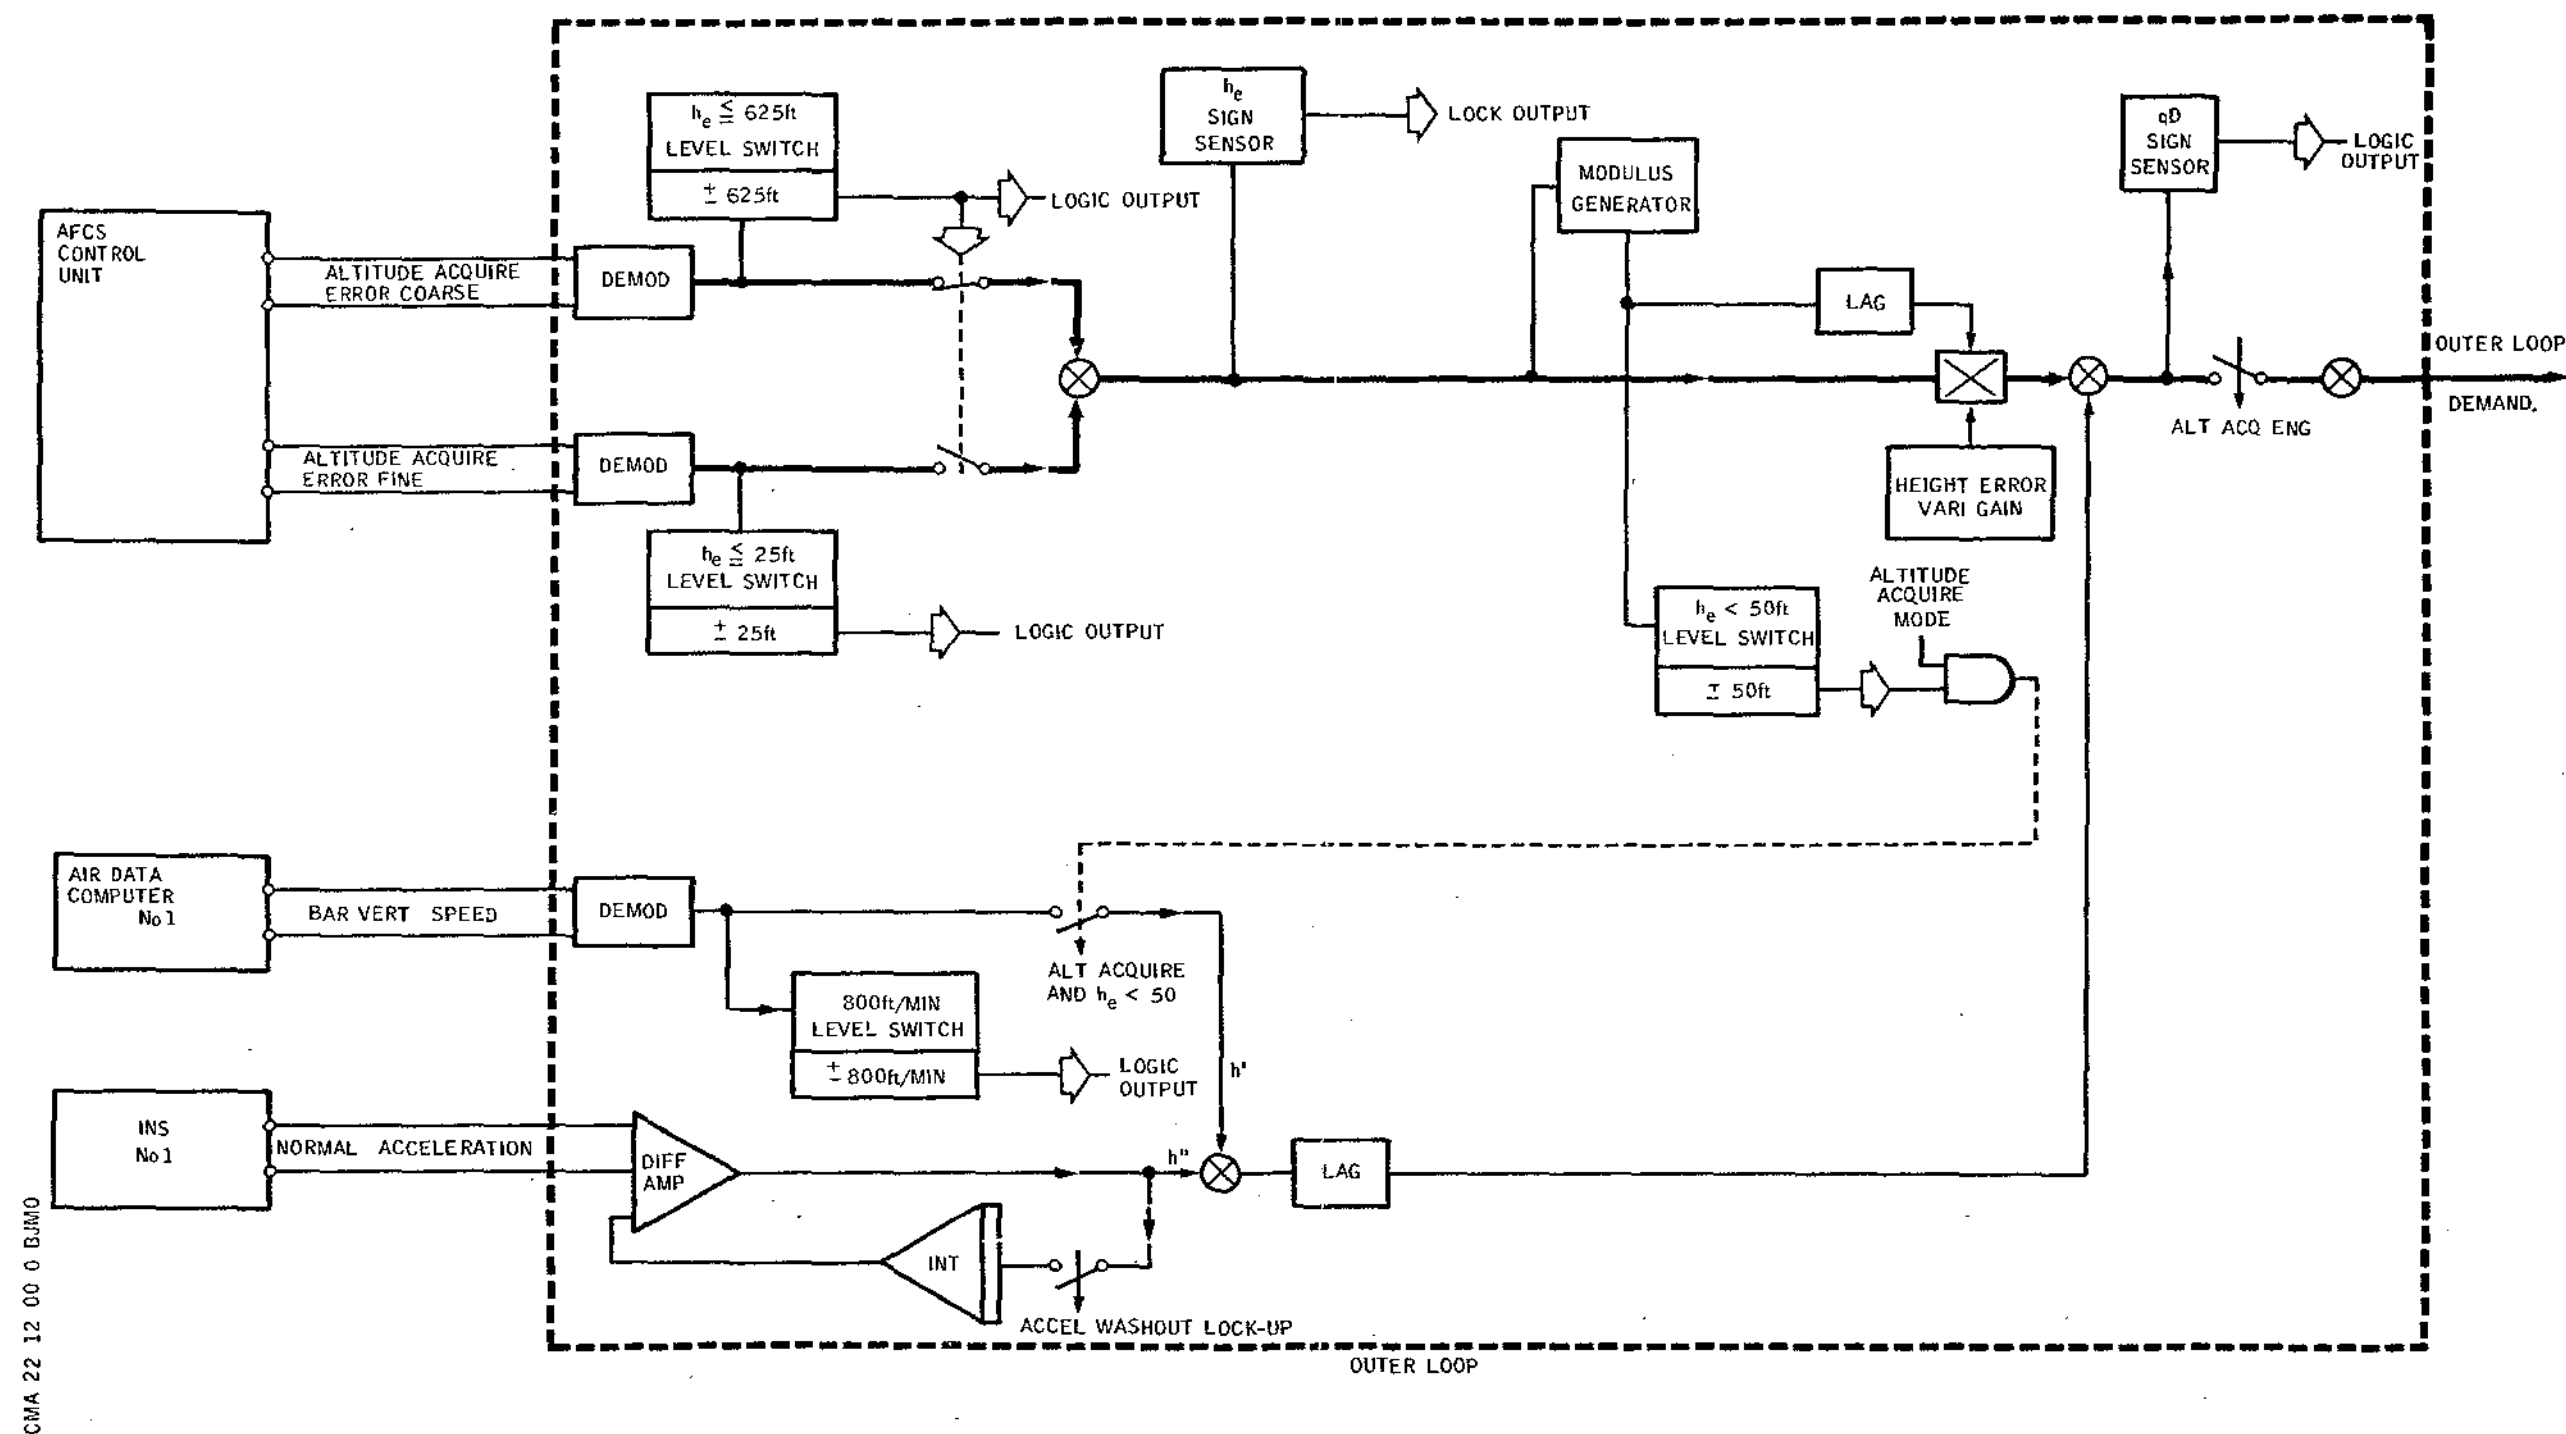 AFCS
CONTROL
UNIT
ALTITUDE ACQUIRE
ERROR COARSE
ALTITUDE ACQUIRE
ERROR FINE
DEMOD
DEMOD
he ≤ 625ft
LEVEL SWITCH
± 625ft
LOGIC OUTPUT
he ≤ 25ft
LEVEL SWITCH
± 25ft
LOGIC OUTPUT
he
SIGN
SENSOR
LOCK OUTPUT
MODULUS
GENERATOR
LAG
HEIGHT ERROR
VARI GAIN
qD
SIGN
SENSOR
LOGIC
OUTPUT
ALT ACQ ENG
OUTER LOOP
DEMAND.
he < 50ft
LEVEL SWITCH
± 50ft
ALTITUDE
ACQUIRE
MODE
AIR DATA
COMPUTER
No1
BAR VERT SPEED
DEMOD
ALT ACQUIRE
AND he < 50
800ft/MIN
LEVEL SWITCH
± 800ft/MIN
LOGIC
OUTPUT
h'
INS
No1
NORMAL ACCELERATION
DIFF
AMP
h"
LAG
INT
ACCEL WASHOUT LOCK-UP
OUTER LOOP
CMA 22 12 00 0 BJM0